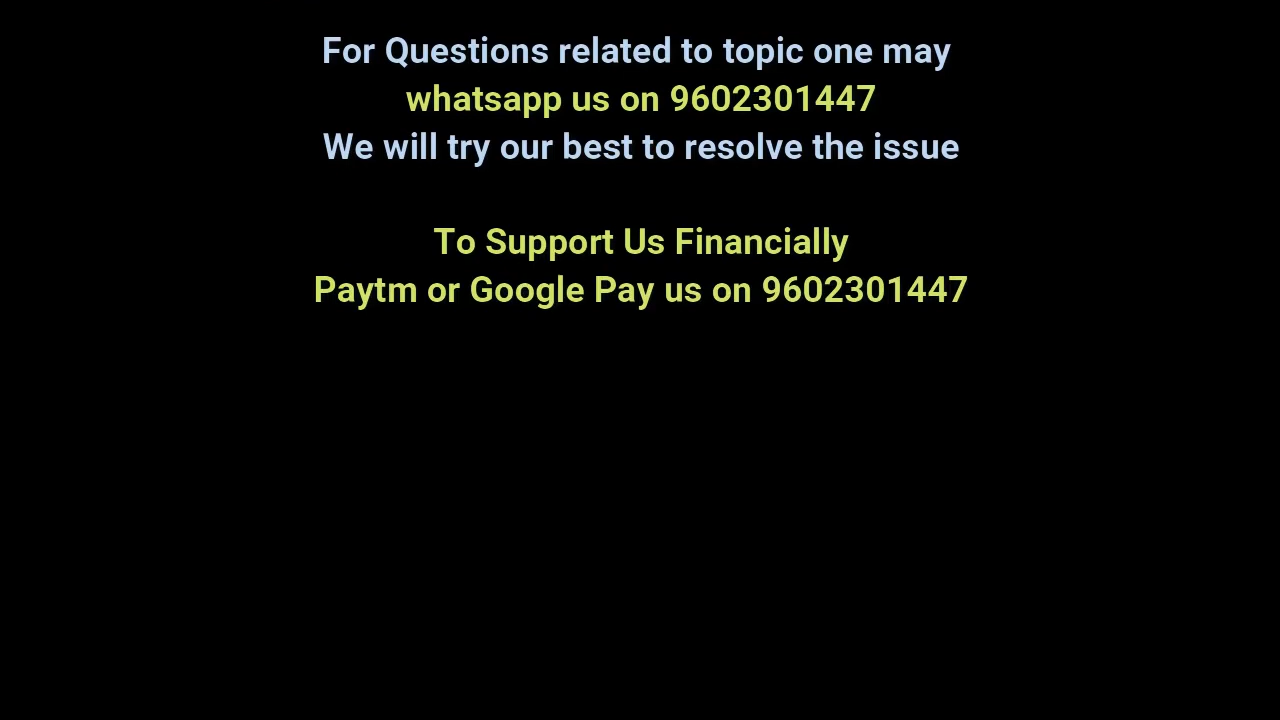 For Questions related to topic one may
whatsapp us on 9602301447
We will try our best to resolve the issue
To Support Us Financially
Paytm or Google Pay us on 9602301447